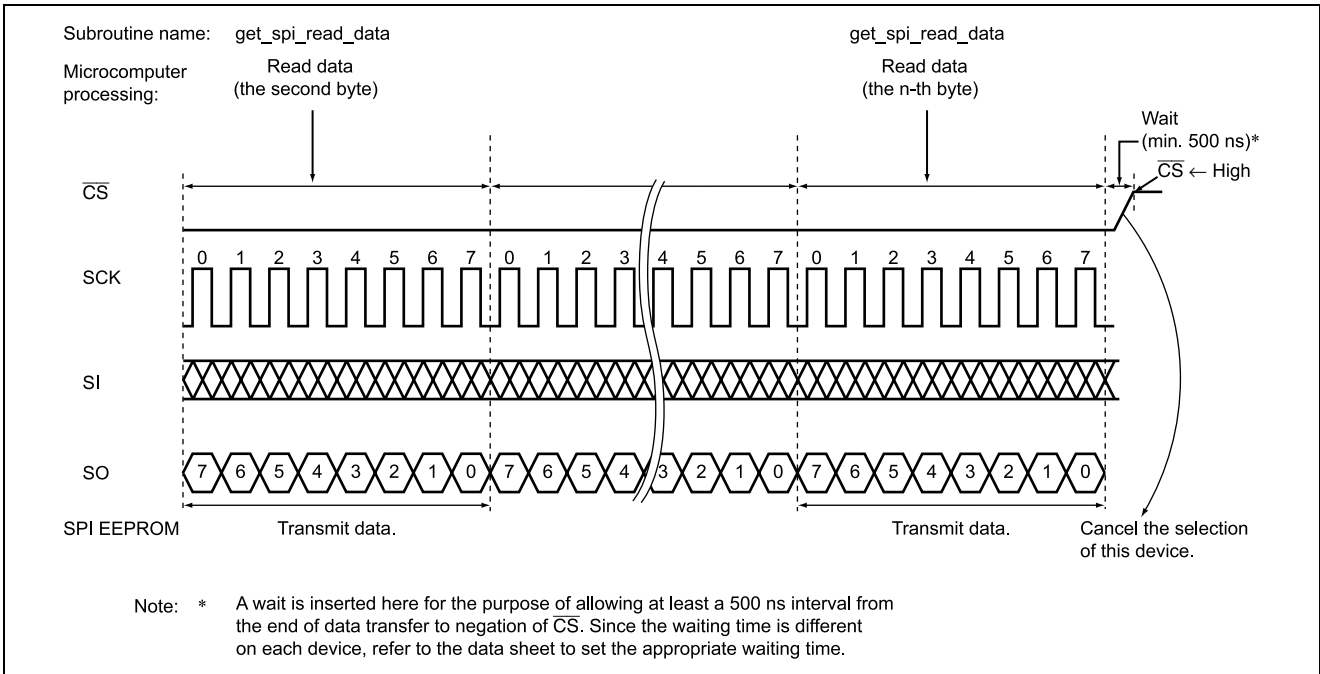 Subroutine name: get_spi_read_data get_spi_read_data
Microcomputer processing:
Read data
(the second byte)
Read data
(the n-th byte)
Wait
(min. 500 ns)*
CS ← High
CS
SCK
0 1 2 3 4 5 6 7 0 1 2 3 4 5 6 7 0 1 2 3 4 5 6 7
SI
SO
7 6 5 4 3 2 1 0 7 6 5 4 3 2 1 0 7 6 5 4 3 2 1 0
SPI EEPROM Transmit data. Transmit data.
Cancel the selection
of this device.
Note: * A wait is inserted here for the purpose of allowing at least a 500 ns interval from
the end of data transfer to negation of CS. Since the waiting time is different
on each device, refer to the data sheet to set the appropriate waiting time.